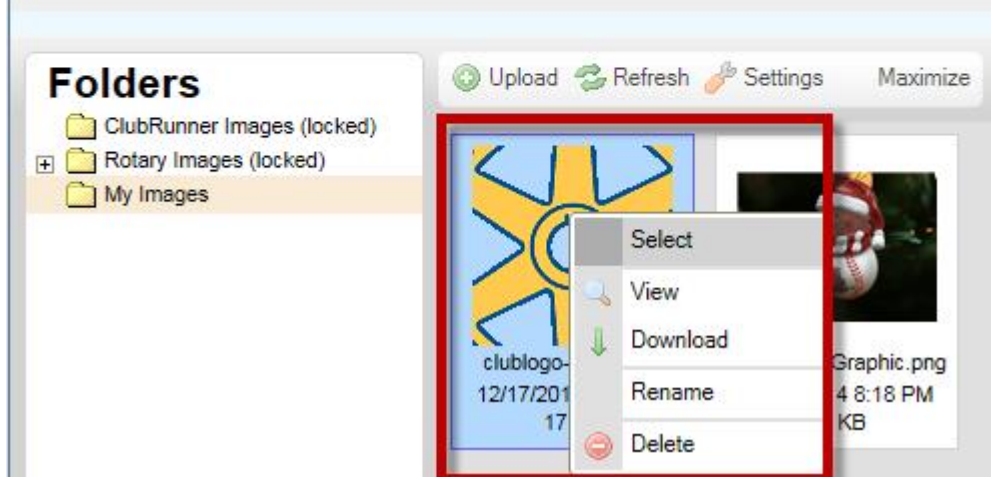 Folders
ClubRunner Images (locked)
Rotary Images (locked)
My Images
Upload Refresh Settings Maximize
Select
View
Download
Rename
Delete
clublogo-
12/17/201
17
Graphic.png
4 8:18 PM
KB